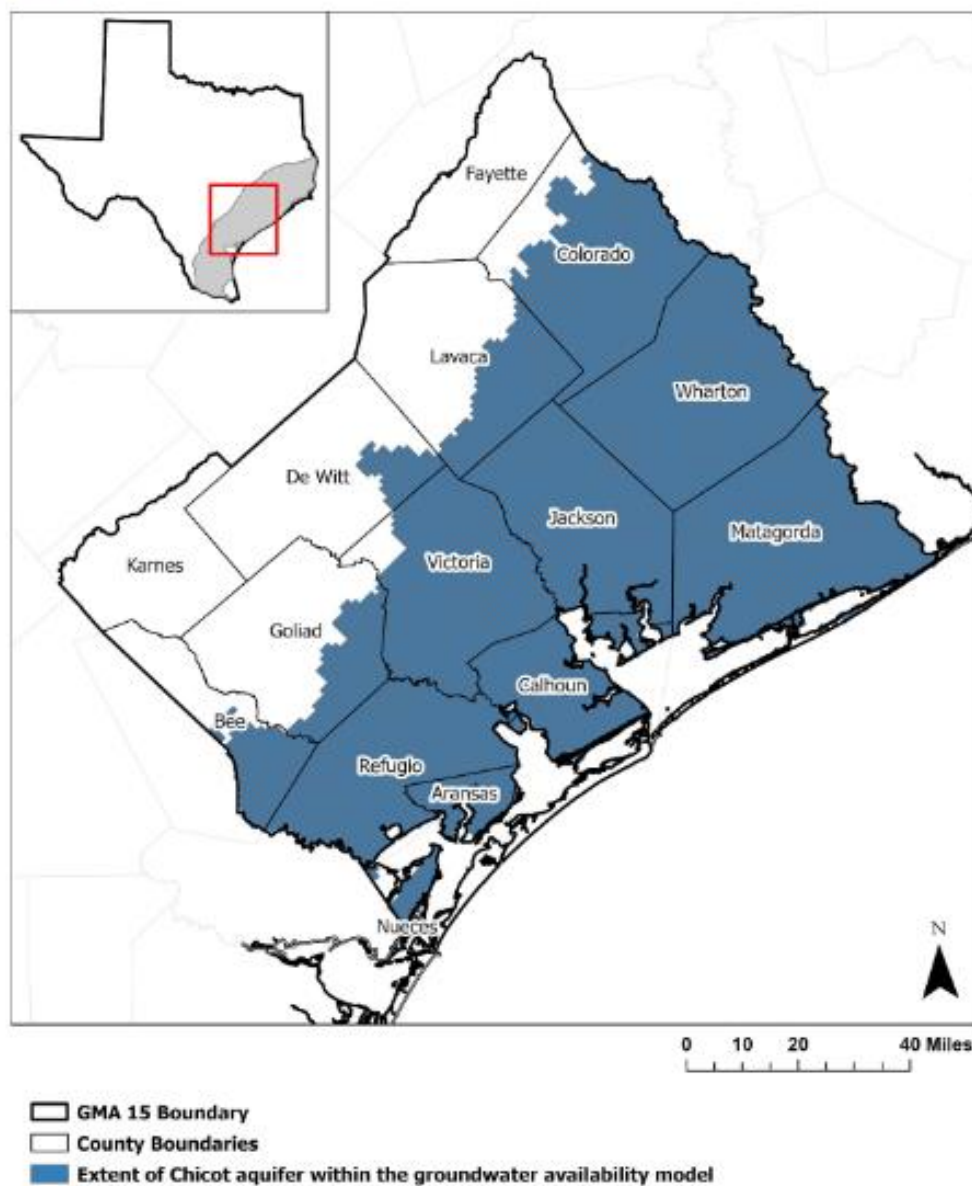 Fayette
Colorado
Lavaca
Wharton
De Witt
Jackson
Matagorda
Victoria
Karnes
Goliad
Calhoun
Bee
Refugio
Aransas
Nueces
N
0 10 20 40 Miles
GMA 15 Boundary
County Boundaries
Extent of Chicot aquifer within the groundwater availability model